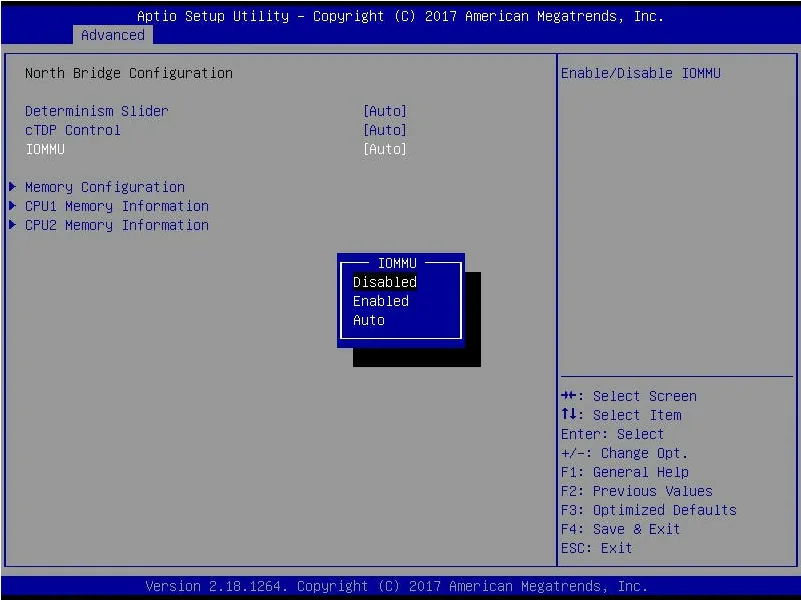 Aptio Setup Utility – Copyright (C) 2017 American Megatrends, Inc.
Advanced
North Bridge Configuration
Determinism Slider [Auto]
cTDP Control [Auto]
IOMMU [Auto]
Memory Configuration
CPU1 Memory Information
CPU2 Memory Information
IOMMU
Disabled
Enabled
Auto
Enable/Disable IOMMU
→←: Select Screen
↑↓: Select Item
Enter: Select
+/-: Change Opt.
F1: General Help
F2: Previous Values
F3: Optimized Defaults
F4: Save & Exit
ESC: Exit
Version 2.18.1264. Copyright (C) 2017 American Megatrends, Inc.